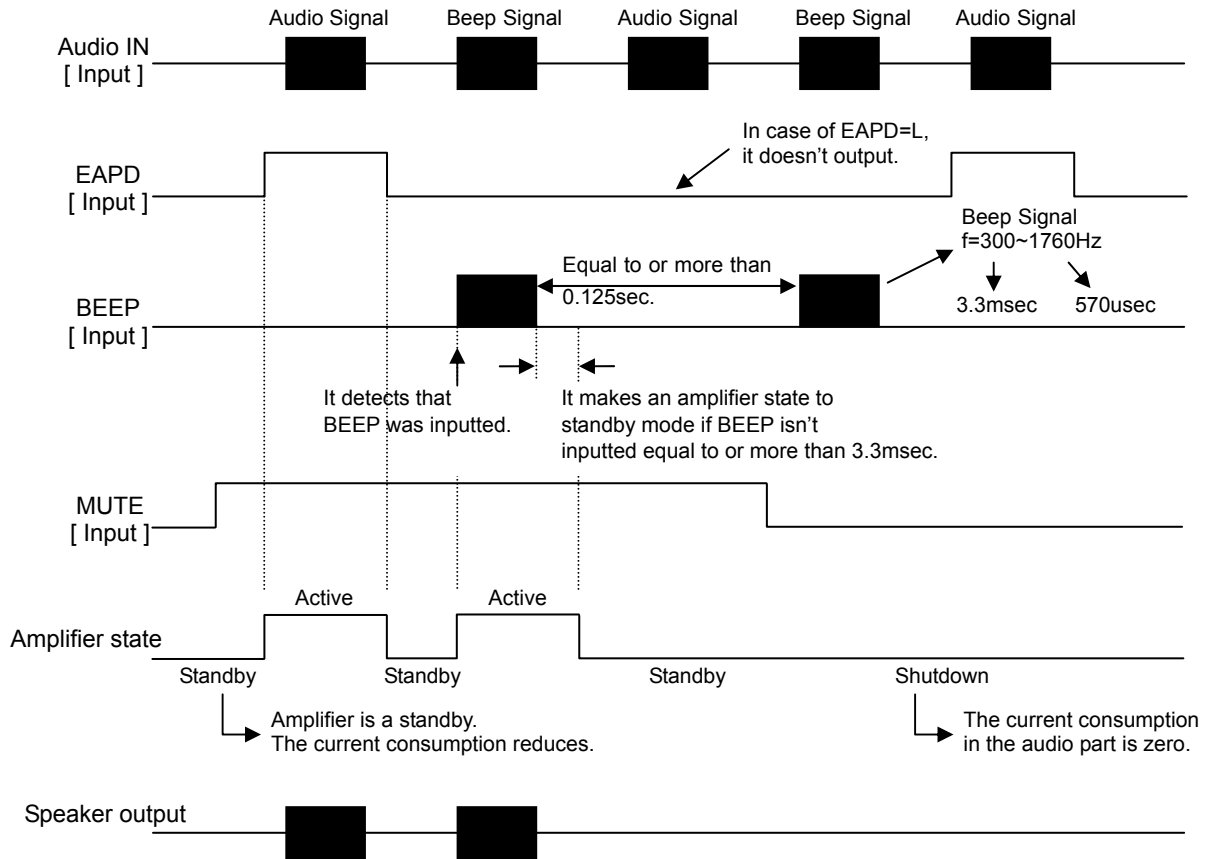 Audio Signal Beep Signal Audio Signal Beep Signal Audio Signal
Audio IN
[ Input ]
In case of EAPD=L,
it doesn't output.
EAPD
[ Input ]
Beep Signal
f=300~1760Hz
Equal to or more than
0.125sec.
3.3msec 570usec
BEEP
[ Input ]
It detects that
BEEP was inputted.
It makes an amplifier state to
standby mode if BEEP isn't
inputted equal to or more than 3.3msec.
MUTE
[ Input ]
Active Active
Amplifier state
Standby Standby Standby Shutdown
Amplifier is a standby.
The current consumption reduces.
The current consumption
in the audio part is zero.
Speaker output